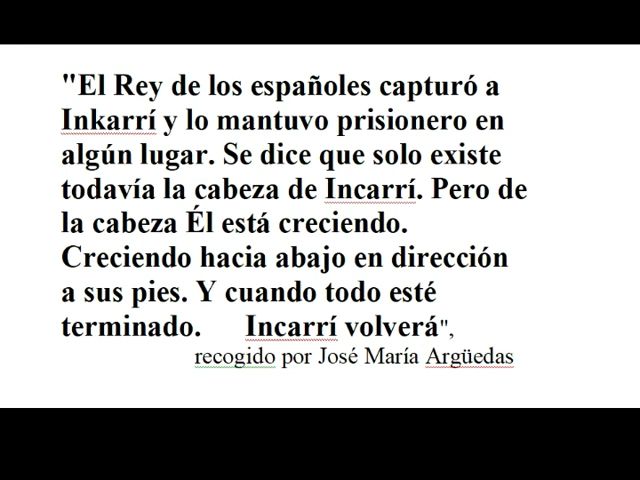 "El Rey de los españoles capturó a
Inkarrí y lo mantuvo prisionero en
algún lugar. Se dice que solo existe
todavía la cabeza de Incarrí. Pero de
la cabeza Él está creciendo.
Creciendo hacia abajo en dirección
a sus pies. Y cuando todo esté
terminado. Incarrí volverá",
recogido por José María Argüedas